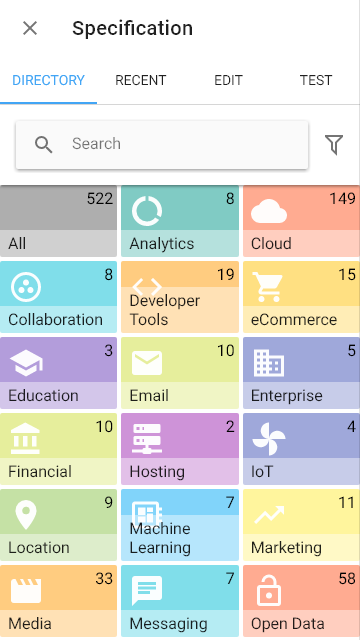 Specification
DIRECTORY RECENT EDIT TEST
Search
522 8 149
All Analytics Cloud
8 19 15
Collaboration Developer Tools eCommerce
3 10 5
Education Email Enterprise
10 2 4
Financial Hosting IoT
9 7 11
Location Machine Learning Marketing
33 7 58
Media Messaging Open Data